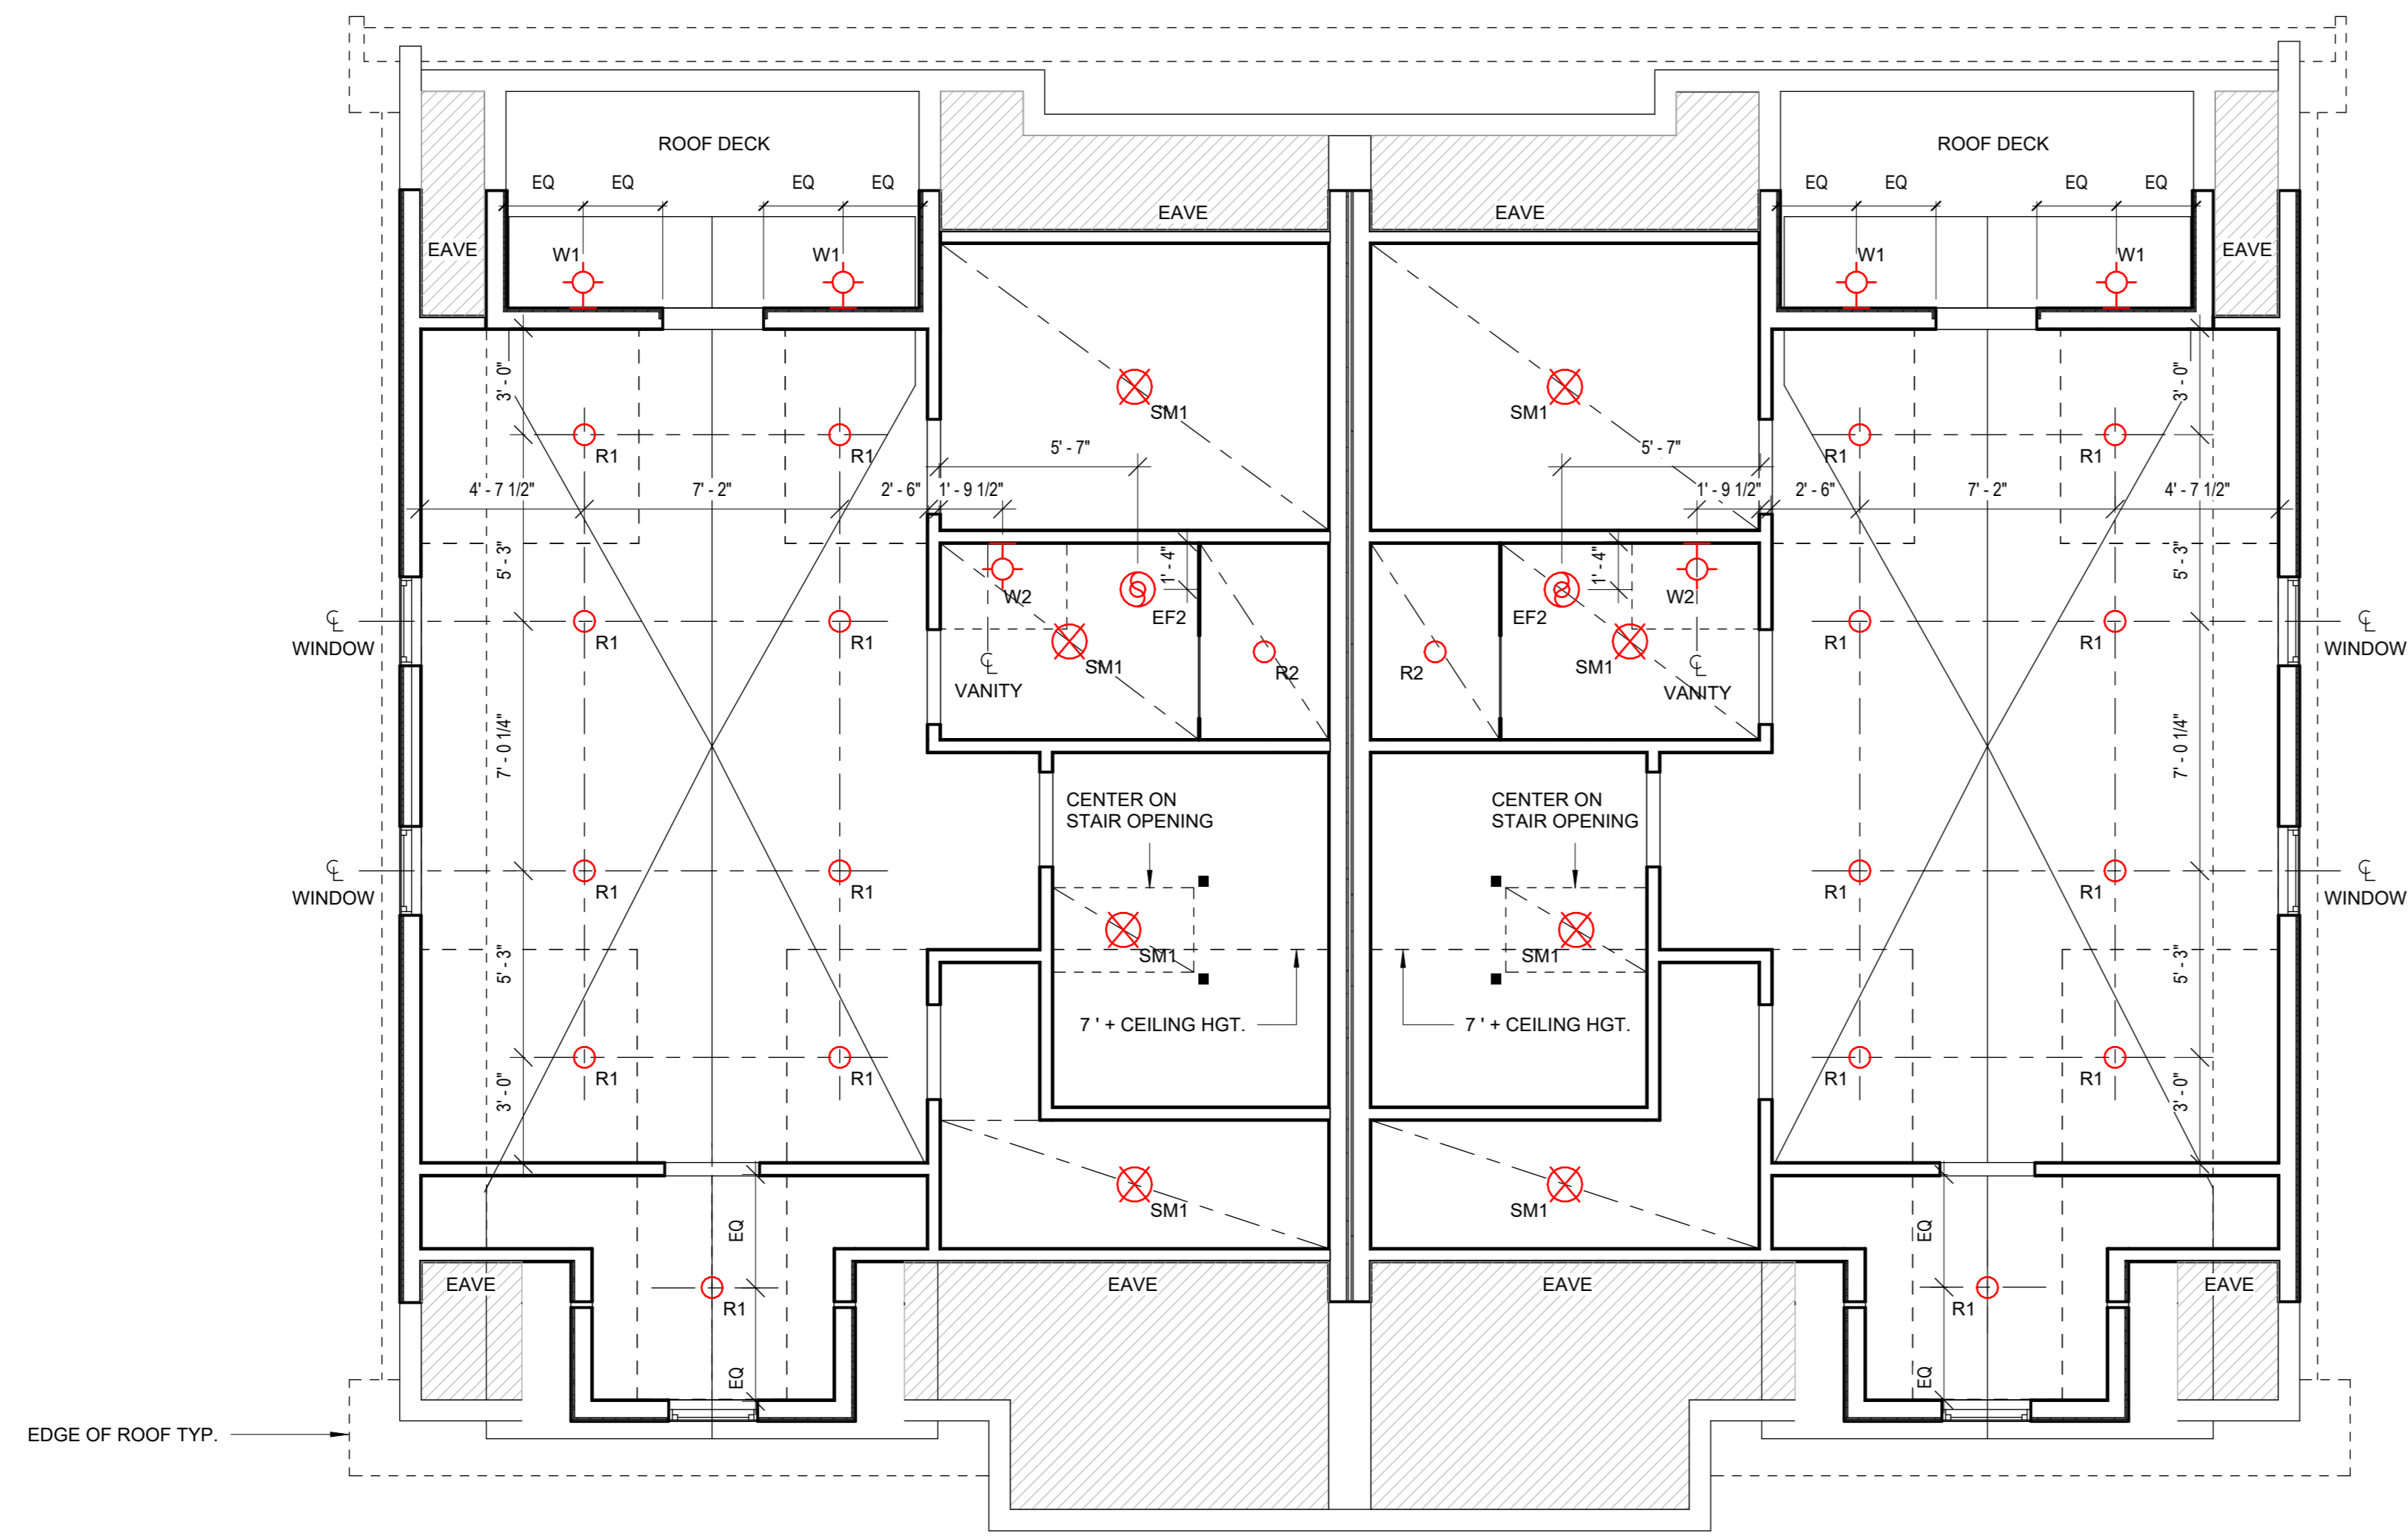 ROOF DECK
ROOF DECK
EQ EQ EQ EQ
EQ EQ EQ EQ
EAVE EAVE EAVE EAVE
W1 W1 W1 W1
3' - 0" 3' - 0"
SM1 SM1
R1 R1 R1 R1
5' - 7" 5' - 7"
4' - 7 1/2" 7' - 2" 2' - 6" 1' - 9 1/2" 1' - 9 1/2" 2' - 6" 7' - 2" 4' - 7 1/2"
5' - 3" 1' - 4" 1' - 4" 5' - 3"
W2 EF2 EF2 W2
℄ R1 R1 R1 R1 ℄
WINDOW WINDOW
SM1 R2 R2 SM1
℄ ℄
VANITY VANITY
7' - 0 1/4" 7' - 0 1/4"
CENTER ON CENTER ON
STAIR OPENING STAIR OPENING
℄ R1 R1 R1 R1 ℄
WINDOW WINDOW
SM1 SM1
5' - 3" 5' - 3"
7 ' + CEILING HGT. 7 ' + CEILING HGT.
R1 R1 R1 R1
3' - 0" 3' - 0"
SM1 SM1
EQ EQ
EAVE EAVE EAVE EAVE
R1 R1
EQ EQ
EDGE OF ROOF TYP.